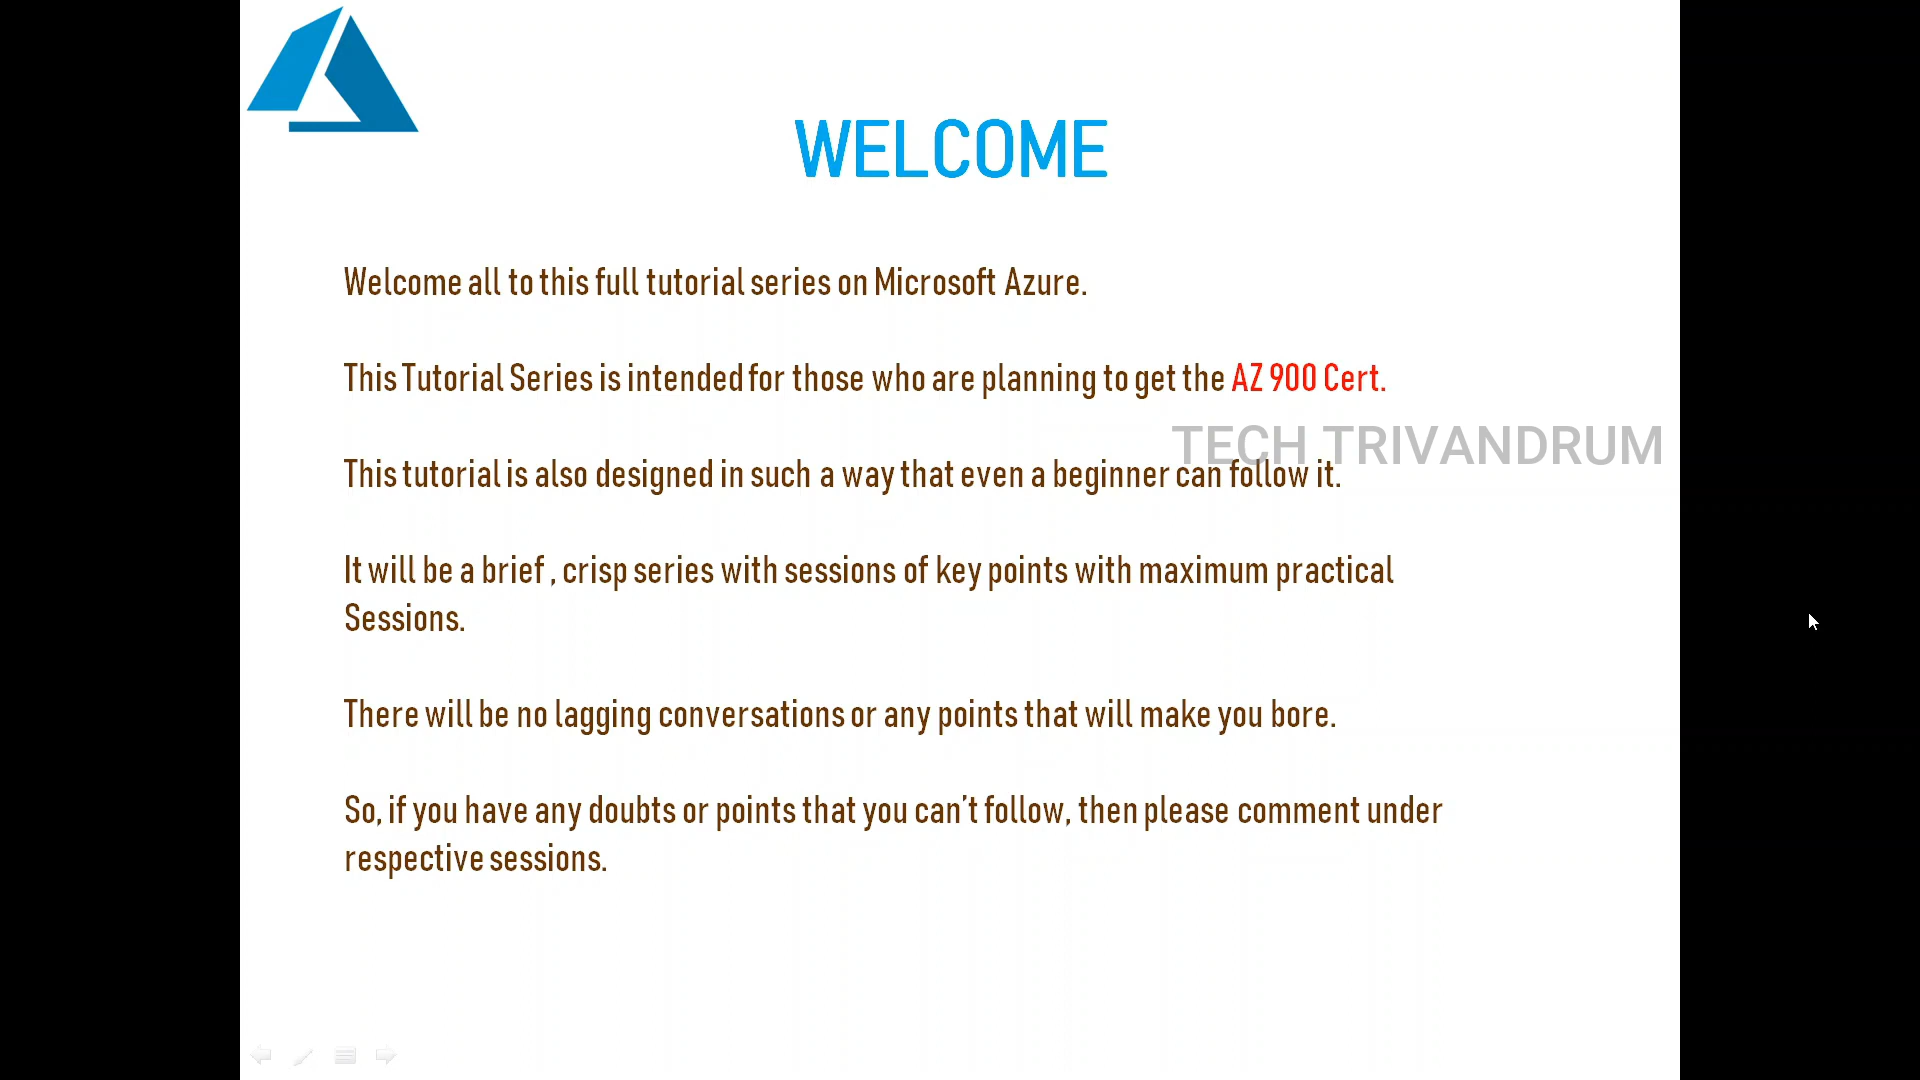 WELCOME
Welcome all to this full tutorial series on Microsoft Azure.
This Tutorial Series is intended for those who are planning to get the AZ 900 Cert.
TECH TRIVANDRUM
This tutorial is also designed in such a way that even a beginner can follow it.
It will be a brief , crisp series with sessions of key points with maximum practical
Sessions.
There will be no lagging conversations or any points that will make you bore.
So, if you have any doubts or points that you can’t follow, then please comment under
respective sessions.